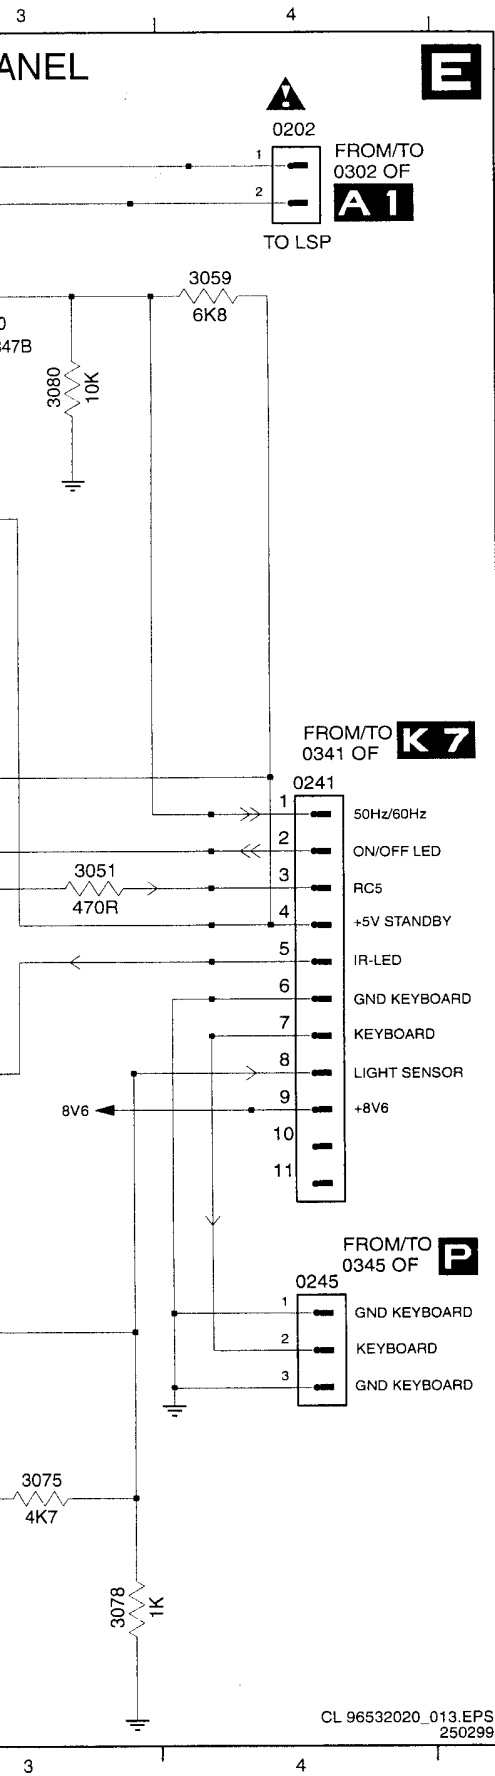 3 4
ANEL E
0202
1
2
FROM/TO
0302 OF
A 1
TO LSP
3059
6K8
0
47B
3080
10K
FROM/TO
0341 OF
K 7
0241
1 50Hz/60Hz
2 ON/OFF LED
3051
470R
3 RC5
4 +5V STANDBY
5 IR-LED
6 GND KEYBOARD
7 KEYBOARD
8 LIGHT SENSOR
8V6
9 +8V6
10
11
FROM/TO
0345 OF
P
0245
1 GND KEYBOARD
2 KEYBOARD
3 GND KEYBOARD
3075
4K7
3078
1K
CL 96532020_013.EPS
250299
3 4